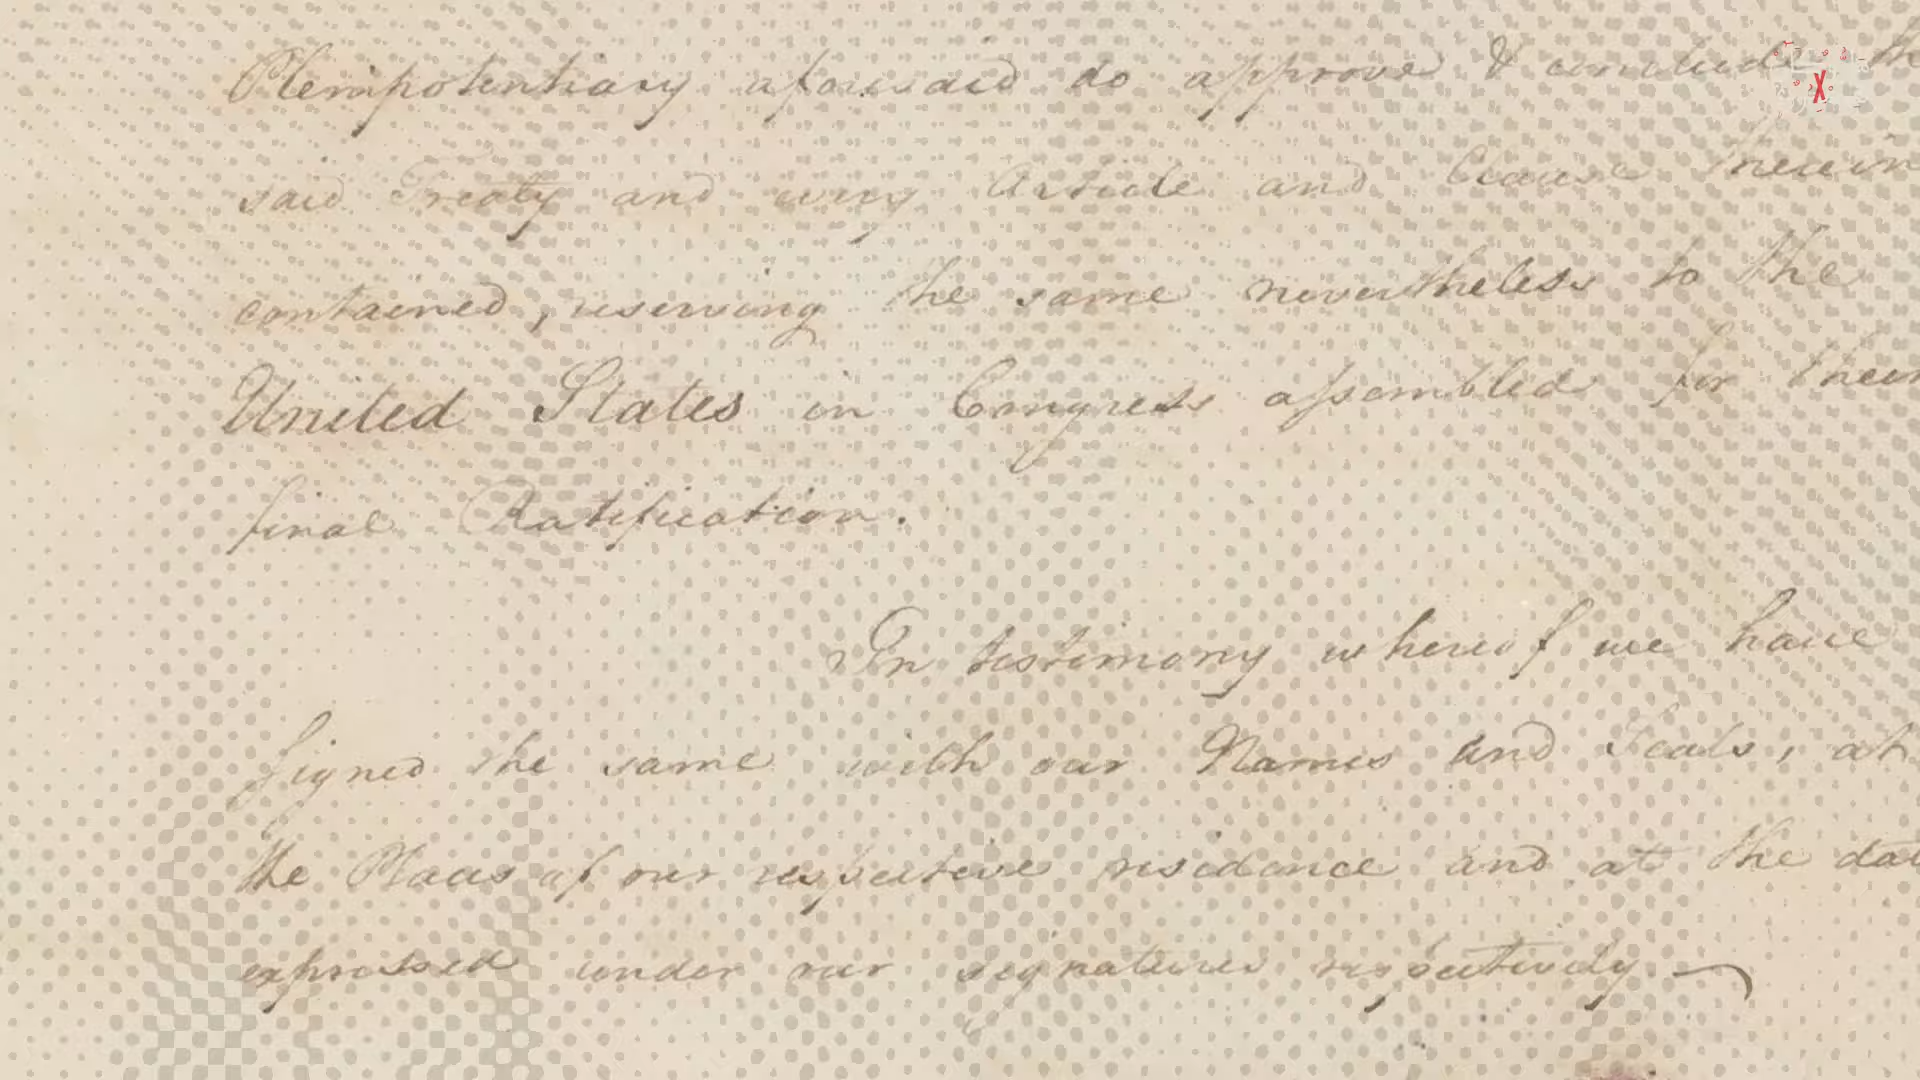 Plenipotentiary aforesaid do approve & conclude the
said Treaty and every Article and Clause therein
contained, reserving the same nevertheless to the
United States in Congress assembled for their
final Ratification.
In testimony whereof we have
signed the same with our Names and Seals, at
the Places of our respective residence and at the dat
expressed under our signatures respectively